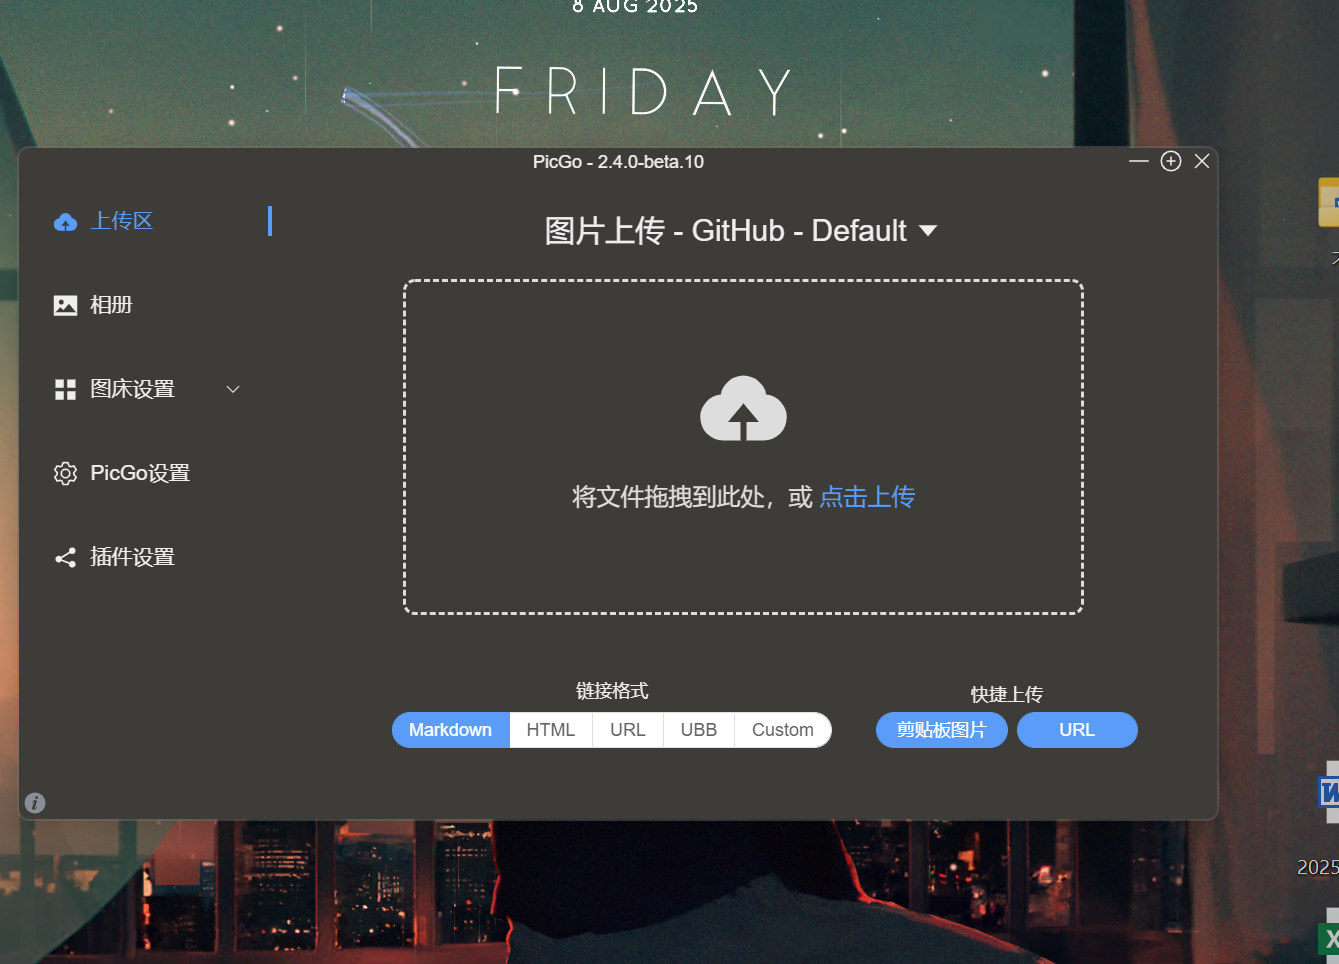 8 AUG 2025
FRIDAY
PicGo - 2.4.0-beta.10
上传区
图片上传 - GitHub - Default
相册
图床设置
PicGo设置
将文件拖拽到此处，或 点击上传
插件设置
链接格式
快捷上传
Markdown HTML URL UBB Custom
剪贴板图片 URL
2025